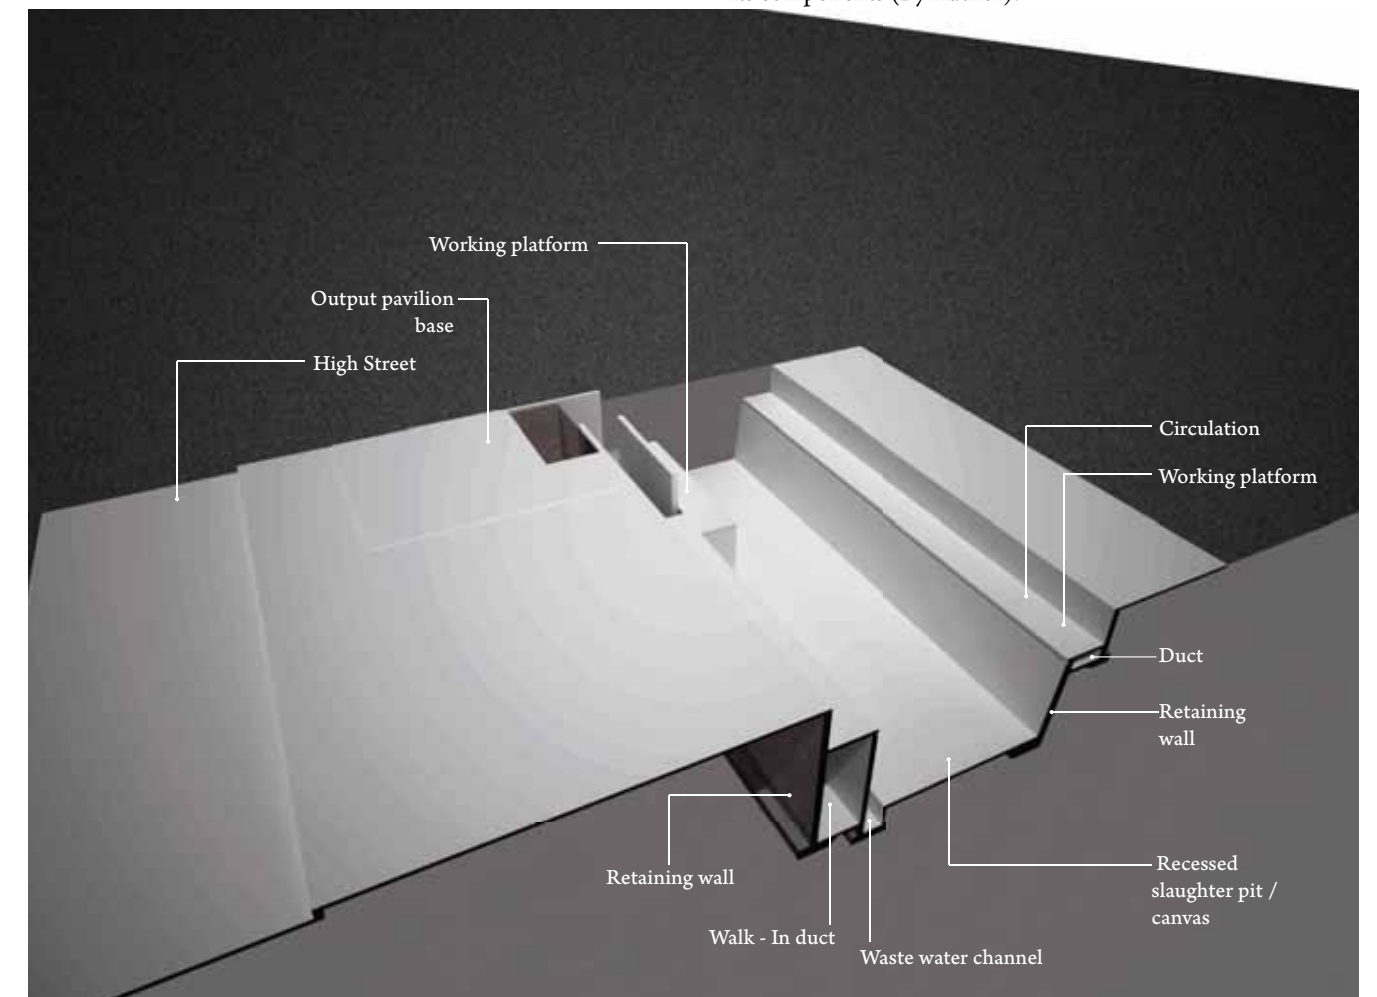 Working platform
Output pavilion
base
High Street
Circulation
Working platform
Duct
Retaining
wall
Retaining wall
Recessed
slaughter pit /
canvas
Walk - In duct
Waste water channel